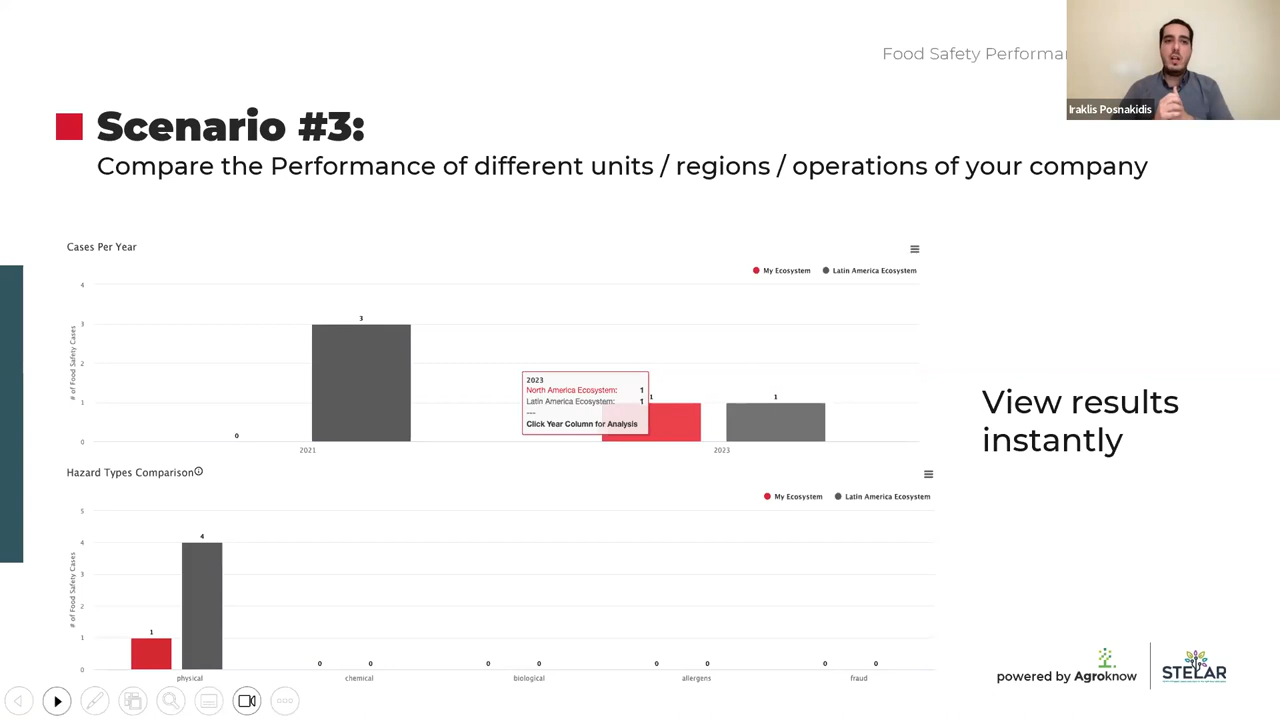 Food Safety Performa
Iraklis Posnakidis
Scenario #3:
Compare the Performance of different units / regions / operations of your company
Cases Per Year
My Ecosystem
Latin America Ecosystem
# of Food Safety Cases
4
3
2
1
0
0
3
1
1
2023
North America Ecosystem: 1
Latin America Ecosystem: 1
---
Click Year Column for Analysis
2021
2023
View results
instantly
Hazard Types Comparison
My Ecosystem
Latin America Ecosystem
# of Food Safety Cases
5
4
3
2
1
0
1
4
0
0
0
0
0
0
0
0
physical
chemical
biological
allergens
fraud
powered by Agroknow
STELAR